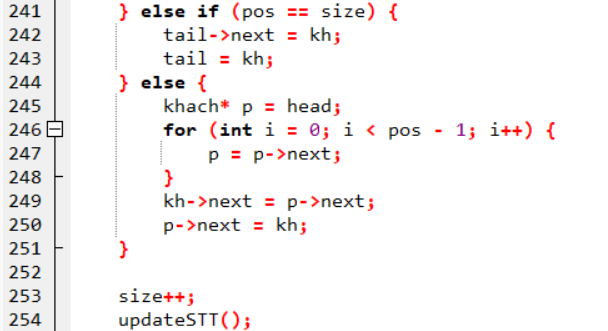 241 } else if (pos == size) {
242 tail->next = kh;
243 tail = kh;
244 } else {
245 khach* p = head;
246 for (int i = 0; i < pos - 1; i++) {
247 p = p->next;
248 }
249 kh->next = p->next;
250 p->next = kh;
251 }
252
253 size++;
254 updateSTT();